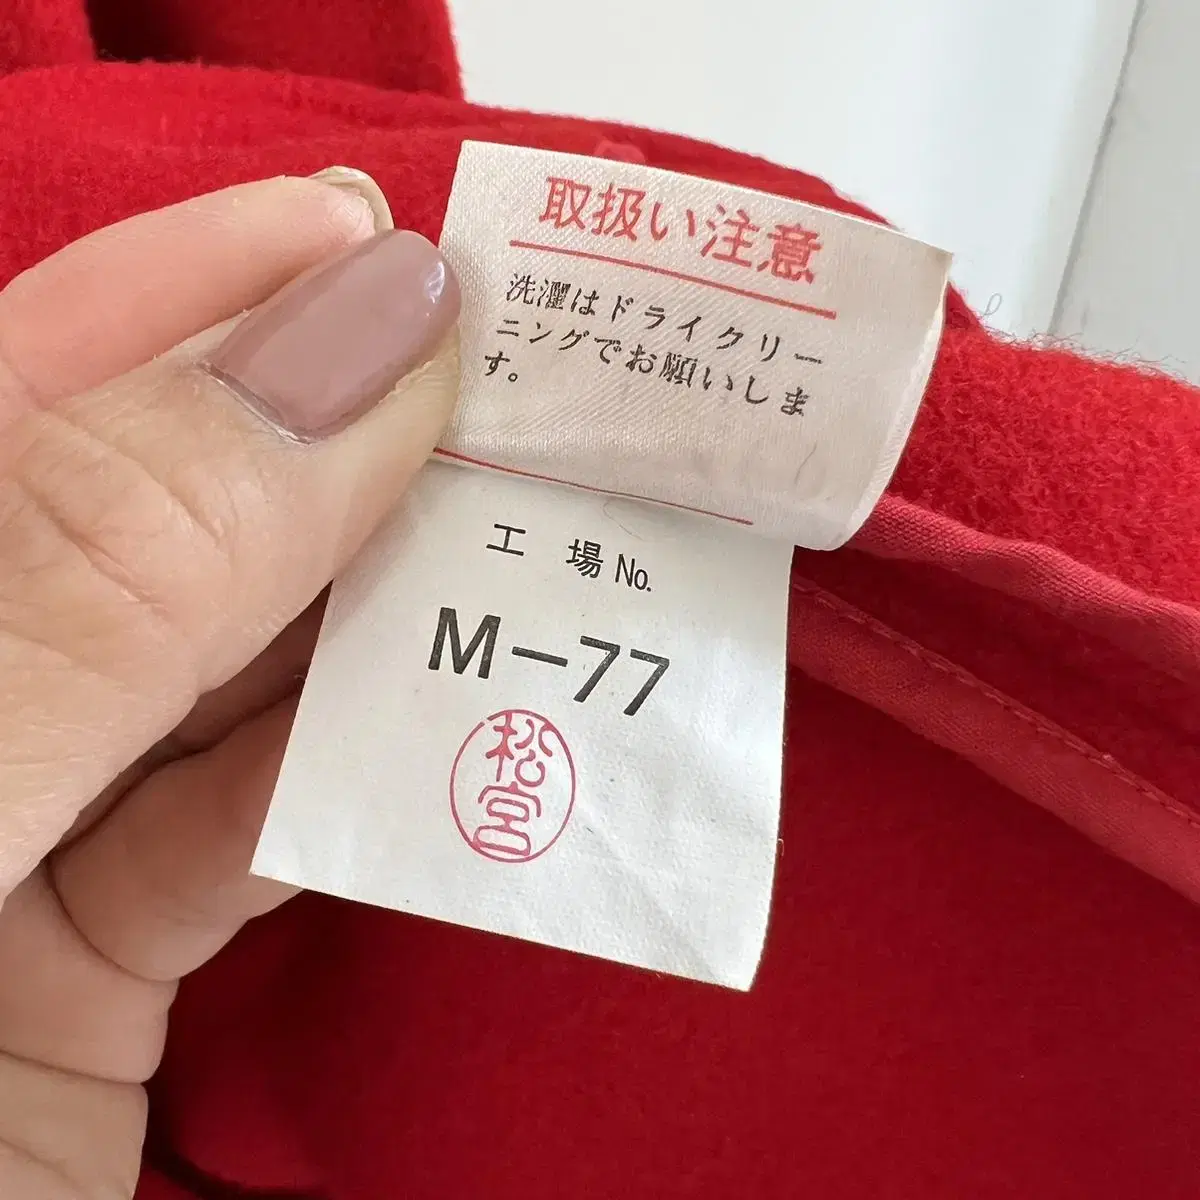 取扱い注意
洗濯はドライクリー
ニングでお願いしま
す。
工 場 No.
M-77
松宮